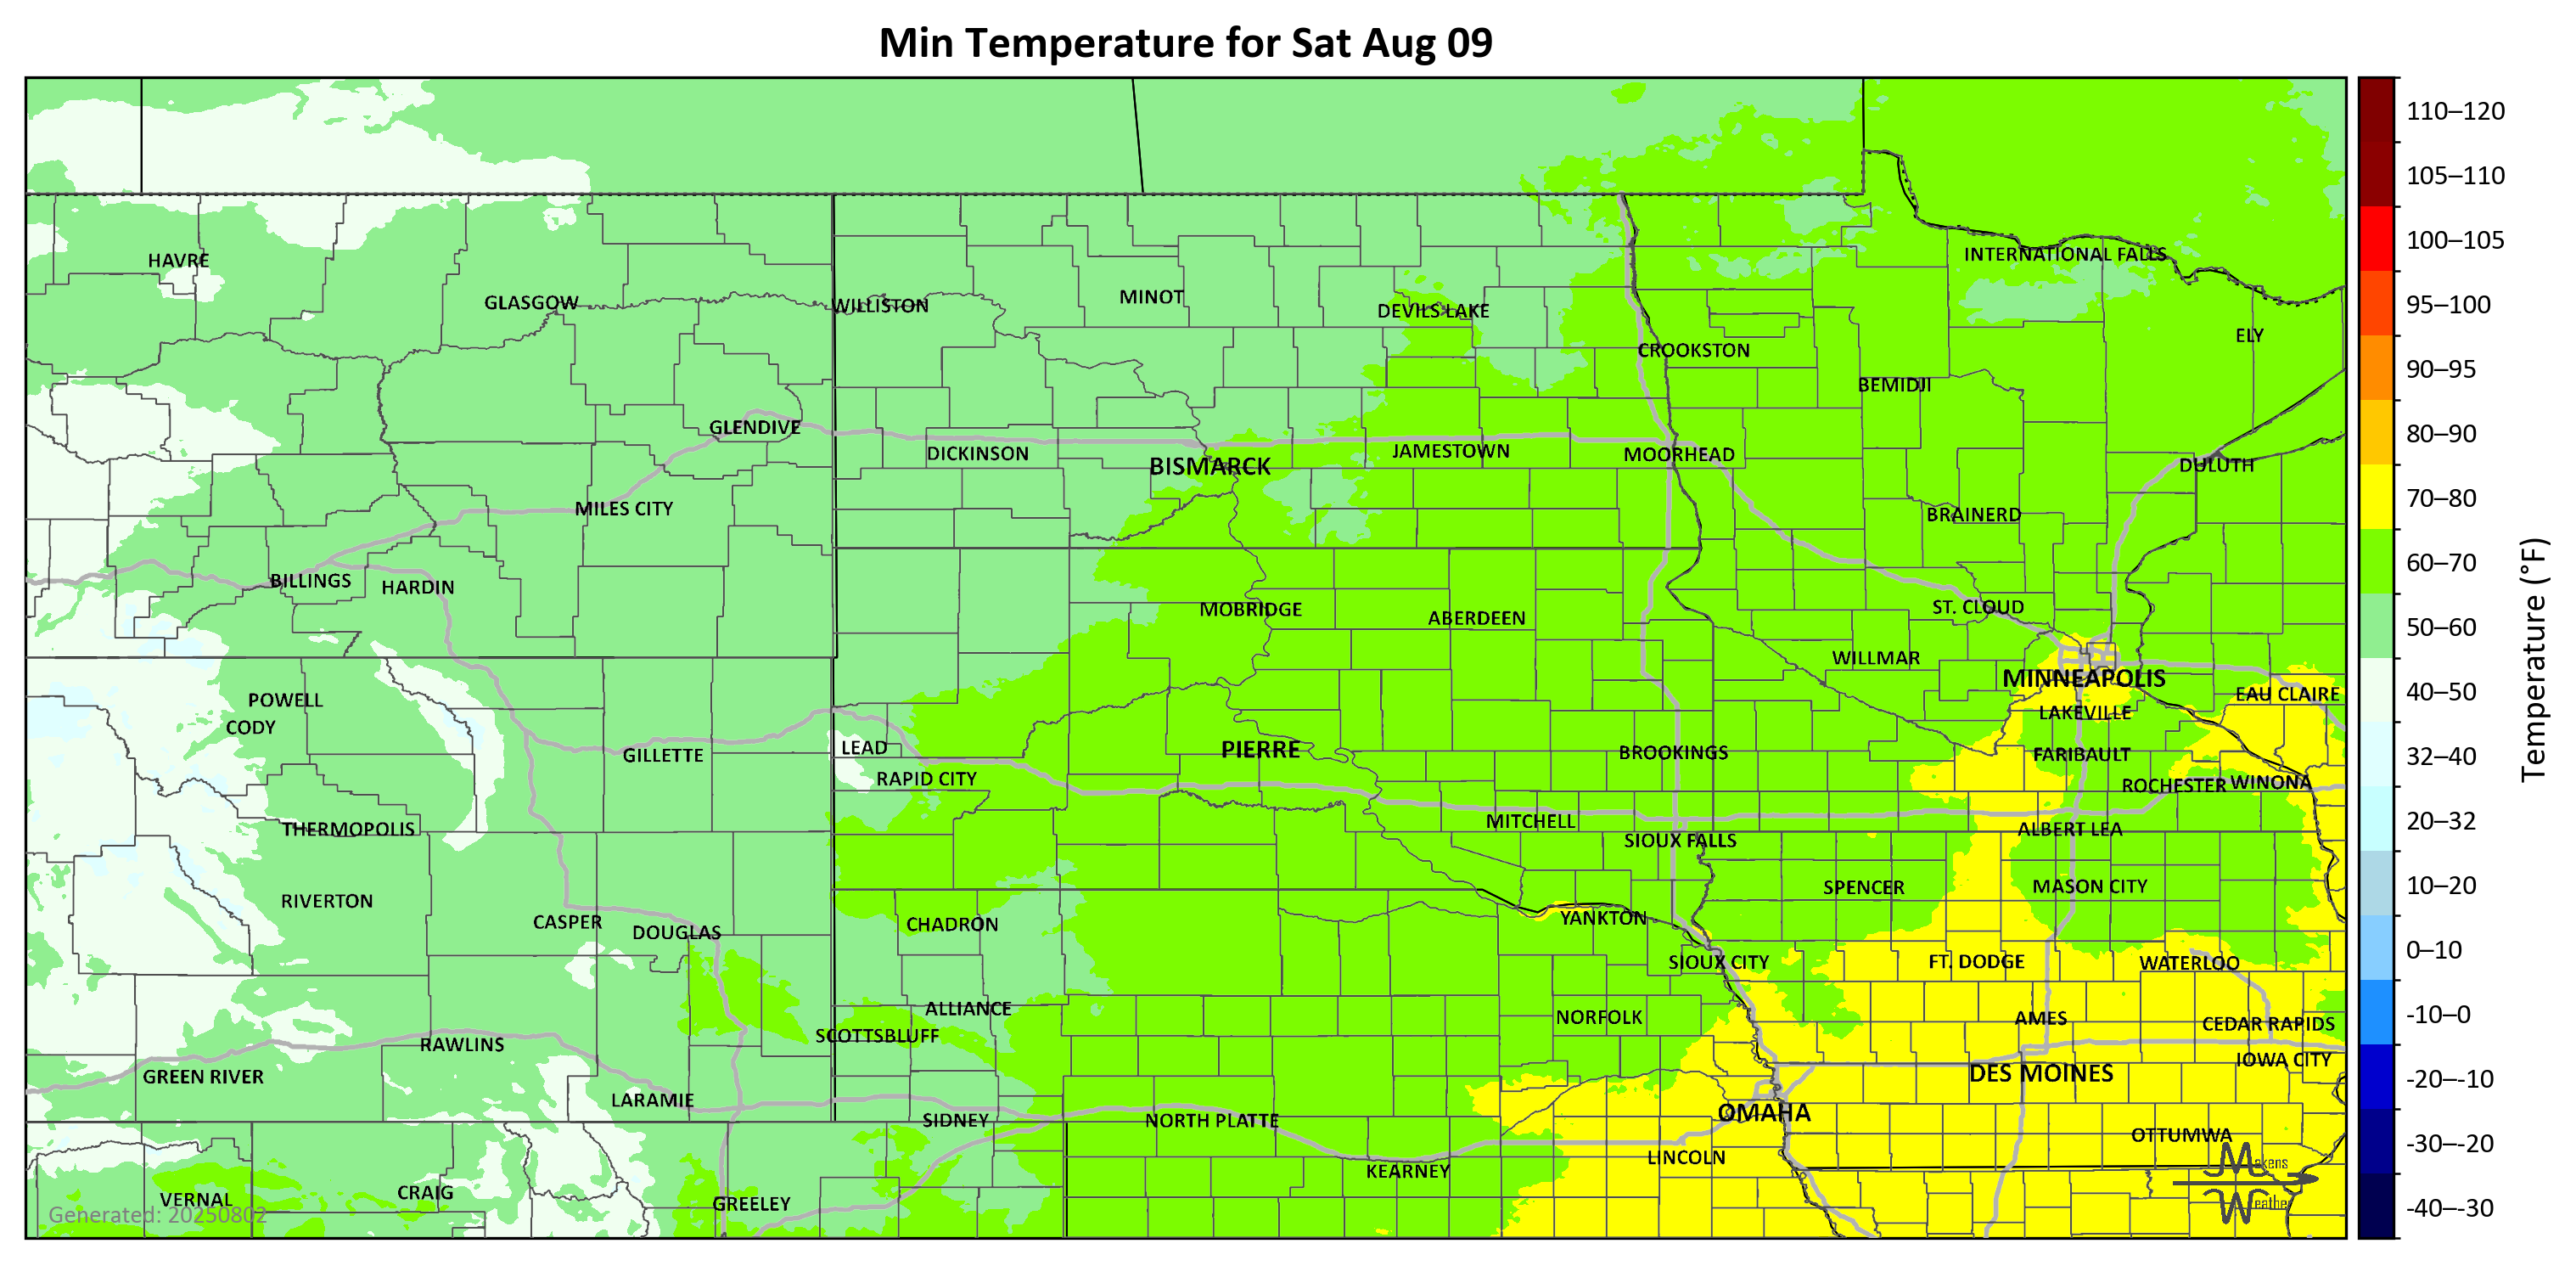 Min Temperature for Sat Aug 09
110–120
105–110
100–105
95–100
90–95
80–90
70–80
60–70
50–60
40–50
32–40
20–32
10–20
0–10
-10–0
-20–-10
-30–-20
-40–-30
Temperature (°F)
HAVRE
GLASGOW
WILLISTON
MINOT
DEVILS LAKE
INTERNATIONAL FALLS
ELY
CROOKSTON
BEMIDJI
GLENDIVE
DICKINSON
BISMARCK
JAMESTOWN
MOORHEAD
DULUTH
MILES CITY
BRAINERD
BILLINGS
HARDIN
MOBRIDGE
ABERDEEN
ST. CLOUD
WILLMAR
MINNEAPOLIS
EAU CLAIRE
POWELL
CODY
LAKEVILLE
GILLETTE
LEAD
PIERRE
BROOKINGS
FARIBAULT
RAPID CITY
ROCHESTER
WINONA
THERMOPOLIS
MITCHELL
SIOUX FALLS
ALBERT LEA
RIVERTON
SPENCER
MASON CITY
CASPER
DOUGLAS
CHADRON
YANKTON
SIOUX CITY
FT. DODGE
WATERLOO
ALLIANCE
SCOTTSBLUFF
NORFOLK
AMES
CEDAR RAPIDS
RAWLINS
IOWA CITY
GREEN RIVER
DES MOINES
LARAMIE
SIDNEY
NORTH PLATTE
OMAHA
OTTUMWA
LINCOLN
KEARNEY
VERNAL
CRAIG
GREELEY
Generated: 20250802
Makens
Weather